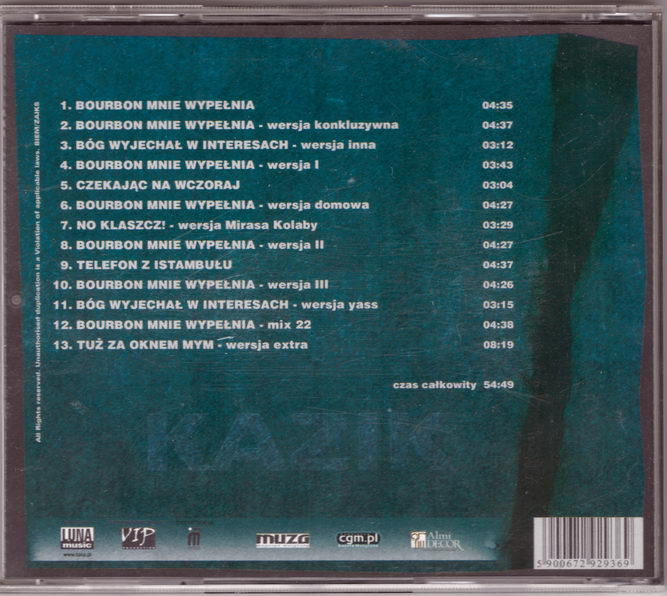 1. BOURBON MNIE WYPEŁNIA 04:35
2. BOURBON MNIE WYPEŁNIA - wersja konkluzywna 04:37
3. BÓG WYJECHAŁ W INTERESACH - wersja inna 03:12
4. BOURBON MNIE WYPEŁNIA - wersja I 03:43
5. CZEKAJĄC NA WCZORAJ 03:04
6. BOURBON MNIE WYPEŁNIA - wersja domowa 04:27
7. NO KLASZCZ! - wersja Mirasa Kolaby 03:29
8. BOURBON MNIE WYPEŁNIA - wersja II 04:27
9. TELEFON Z ISTAMBUŁU 04:37
10. BOURBON MNIE WYPEŁNIA - wersja III 04:26
11. BÓG WYJECHAŁ W INTERESACH - wersja yass 03:15
12. BOURBON MNIE WYPEŁNIA - mix 22 04:38
13. TUŻ ZA OKNEM MYM - wersja extra 08:19
czas całkowity 54:49
All Rights reserved. Unauthorised duplication is a Violation of applicable laws. BIEM/ZAIKS
KAZIK
LUNA music VIP MUZG cgm.pl Almi DECOR
5 900672 929369